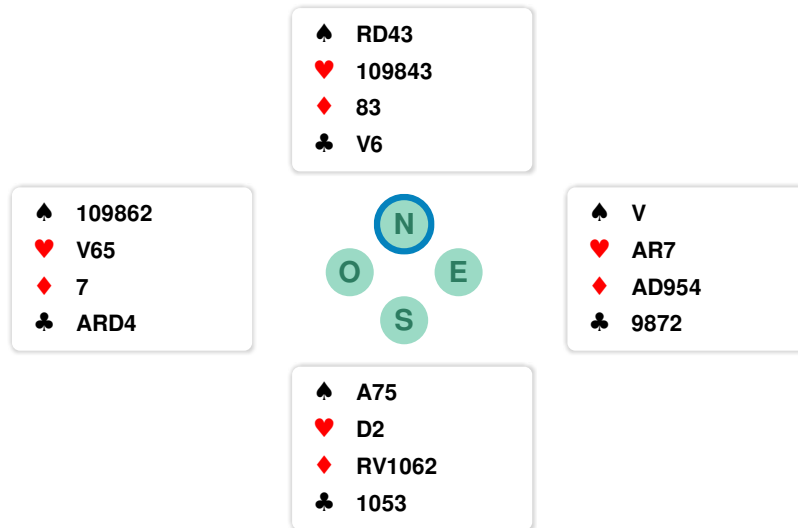 ♠ RD43
♥ 109843
♦ 83
♣ V6
♠ 109862
♥ V65
♦ 7
♣ ARD4
N
O E
S
♠ V
♥ AR7
♦ AD954
♣ 9872
♠ A75
♥ D2
♦ RV1062
♣ 1053